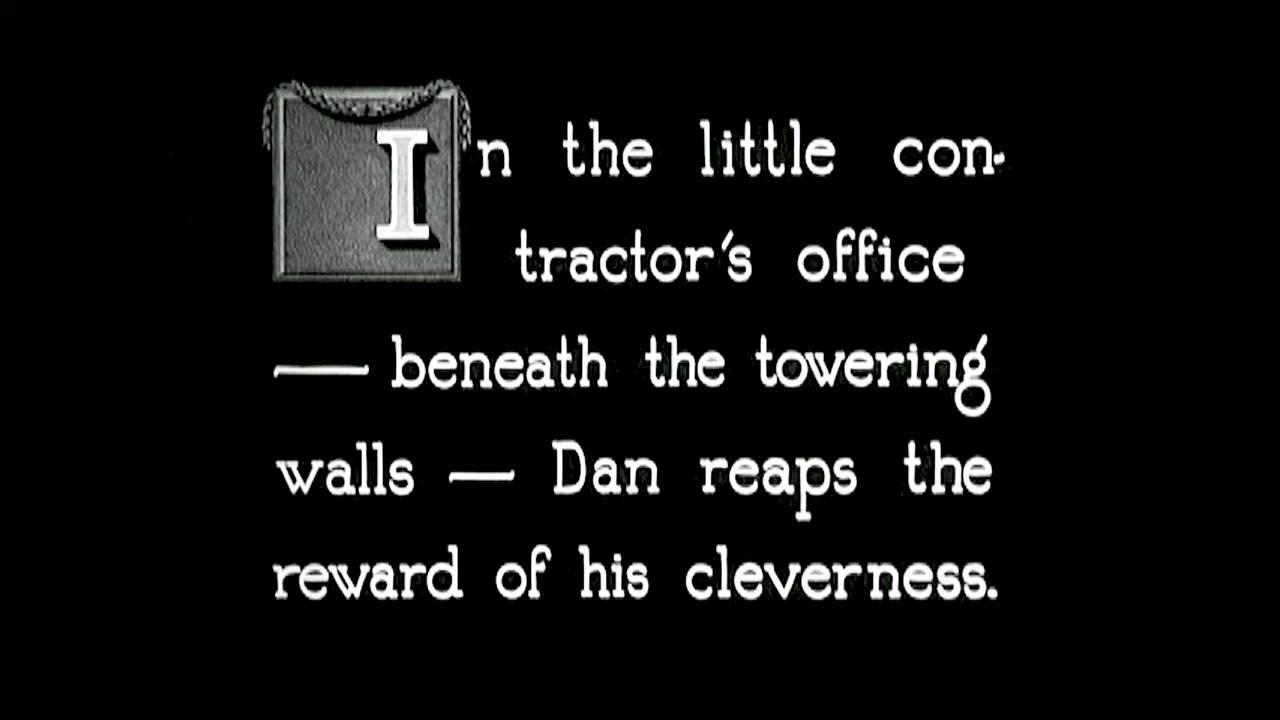 In the little con-
tractor's office
— beneath the towering
walls — Dan reaps the
reward of his cleverness.